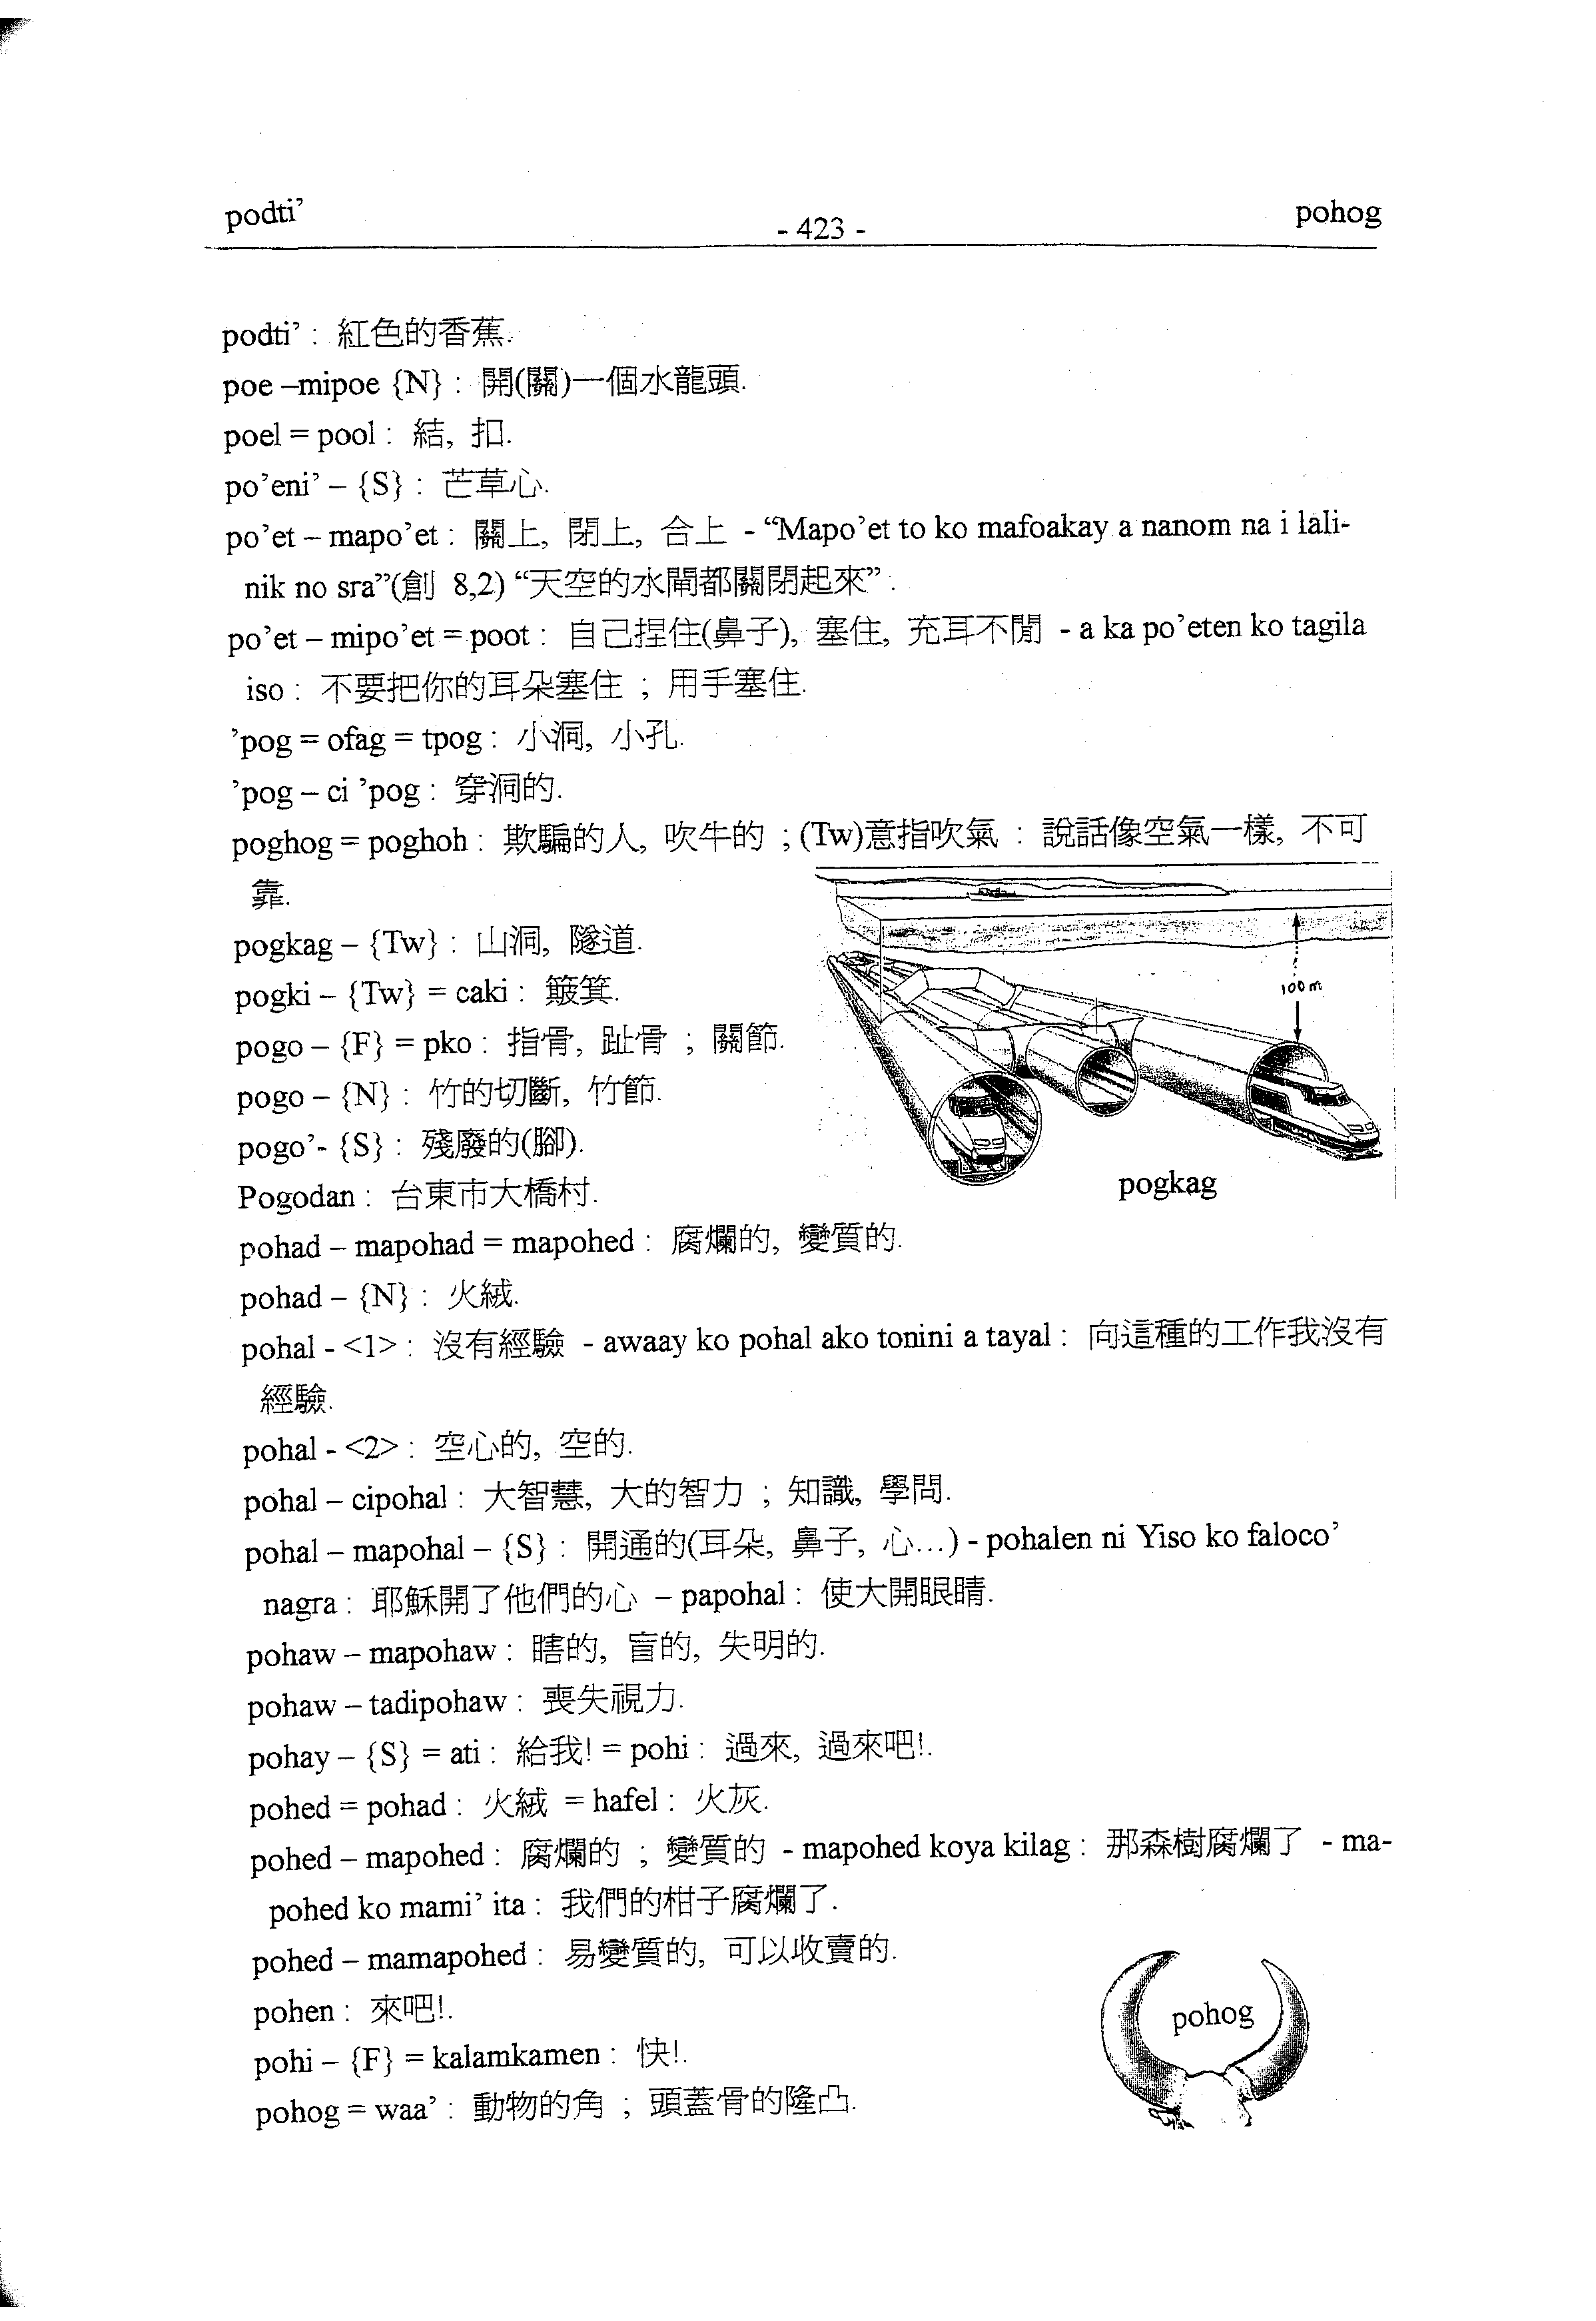 podti’
- 423 -
pohog
podti’ : 紅色的香蕉.
poe –mipoe {N} : 開(關)一個水龍頭.
poel = pool : 結, 扣.
po’eni’ – {S} : 芒草心.
po’et – mapo’et : 關上, 閉上, 合上 - “Mapo’et to ko mafoakay a nanom na i lali-
nik no sra”(創 8,2) “天空的水閘都關閉起來” .
po’et – mipo’et = poot : 自己捏住(鼻子), 塞住, 充耳不聞 - a ka po’eten ko tagila
iso : 不要把你的耳朵塞住 ; 用手塞住.
’pog = ofag = tpog : 小洞, 小孔.
’pog – ci ’pog : 穿洞的.
poghog = poghoh : 欺騙的人, 吹牛的 ; (Tw)意指吹氣 : 說話像空氣一樣, 不可
靠.
pogkag – {Tw} : 山洞, 隧道.
pogki – {Tw} = caki : 簸箕.
pogo – {F} = pko : 指骨, 趾骨 ; 關節.
pogo – {N} : 竹的切斷, 竹節.
pogo’- {S} : 殘廢的(腳).
Pogodan : 台東市大橋村.
100 m
pogkag
pohad – mapohad = mapohed : 腐爛的, 變質的.
pohad – {N} : 火絨.
pohal - <1> : 沒有經驗 - awaay ko pohal ako tonini a tayal : 向這種的工作我沒有
經驗.
pohal - <2> : 空心的, 空的.
pohal – cipohal : 大智慧, 大的智力 ; 知識, 學問.
pohal – mapohal – {S} : 開通的(耳朵, 鼻子, 心...) - pohalen ni Yiso ko faloco’
nagra : 耶穌開了他們的心 – papohal : 使大開眼睛.
pohaw – mapohaw : 瞎的, 盲的, 失明的.
pohaw – tadipohaw : 喪失視力.
pohay – {S} = ati : 給我! = pohi : 過來, 過來吧!.
pohed = pohad : 火絨 = hafel : 火灰.
pohed – mapohed : 腐爛的 ; 變質的 - mapohed koya kilag : 那森樹腐爛了 - ma-
pohed ko mami’ ita : 我們的柑子腐爛了.
pohed – mamapohed : 易變質的, 可以收賣的.
pohen : 來吧!.
pohi – {F} = kalamkamen : 快!.
pohog = waa’ : 動物的角 ; 頭蓋骨的隆凸.
pohog